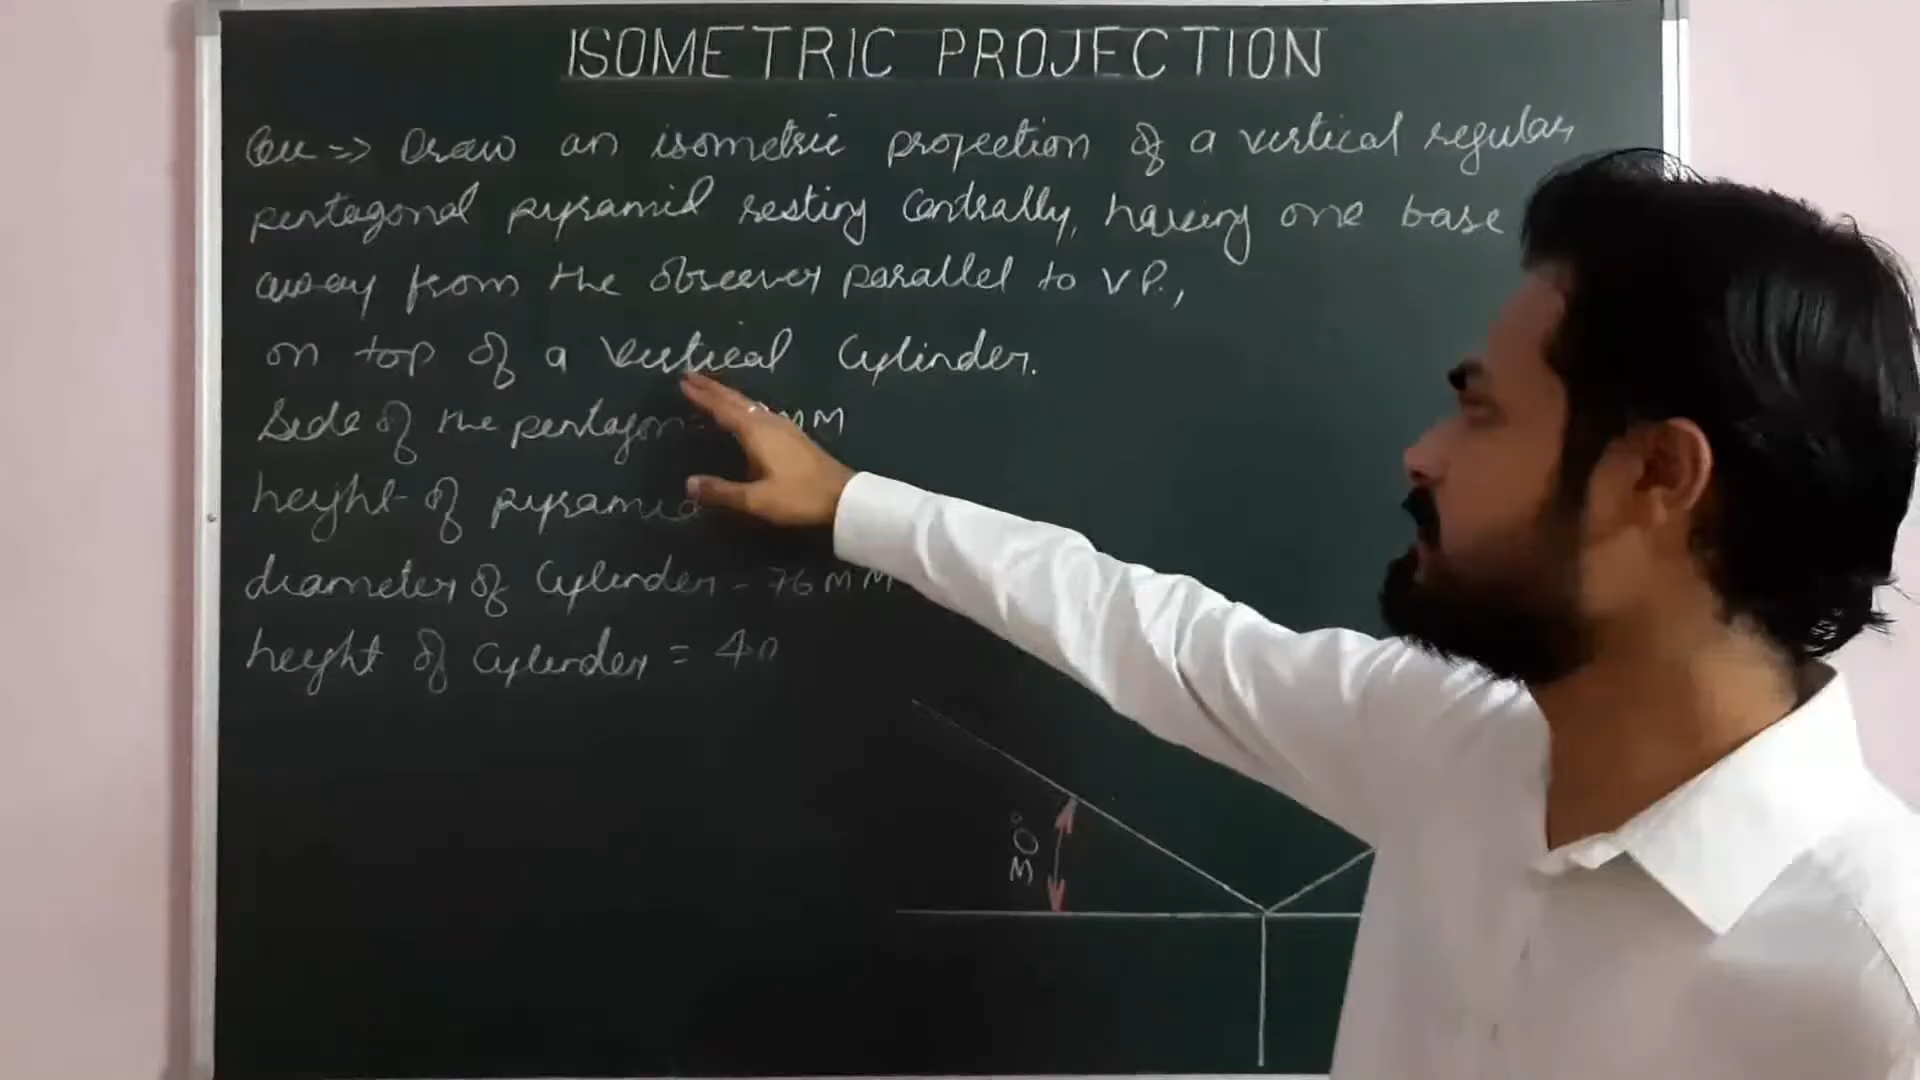 ISOMETRIC PROJECTION
Que => Draw an isometric projection of a vertical regular
pentagonal pyramid resting centrally, having one base
away from the observer parallel to V.P.,
on top of a vertical cylinder.
Side of the pentagon = MM
height of pyramid
diameter of cylinder - 76 MM
height of cylinder = 40
30°